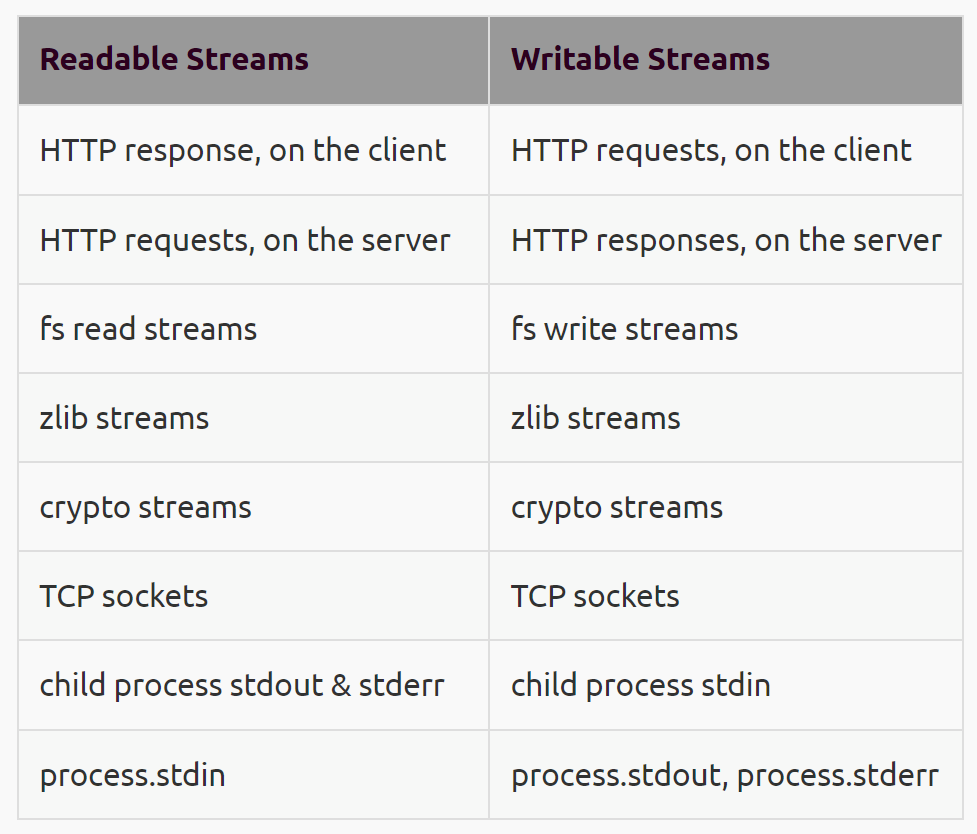 Readable Streams Writable Streams
HTTP response, on the client HTTP requests, on the client
HTTP requests, on the server HTTP responses, on the server
fs read streams fs write streams
zlib streams zlib streams
crypto streams crypto streams
TCP sockets TCP sockets
child process stdout & stderr child process stdin
process.stdin process.stdout, process.stderr